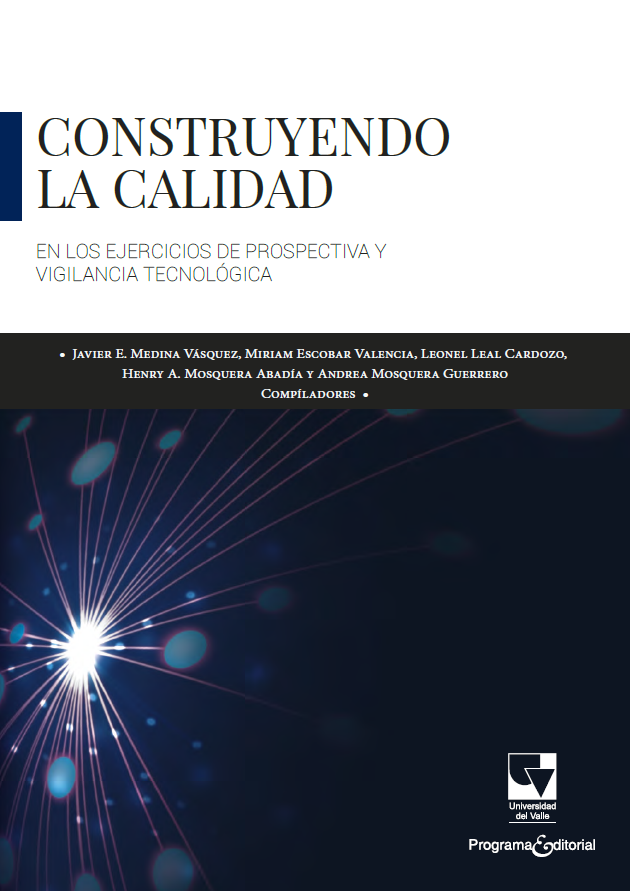 CONSTRUYENDO
LA CALIDAD
EN LOS EJERCICIOS DE PROSPECTIVA Y
VIGILANCIA TECNOLÓGICA
• Javier E. Medina Vásquez, Miriam Escobar Valencia, Leonel Leal Cardozo,
Henry A. Mosquera Abadía y Andrea Mosquera Guerrero
Compíladores •
Universidad
del Valle
Programa Editorial